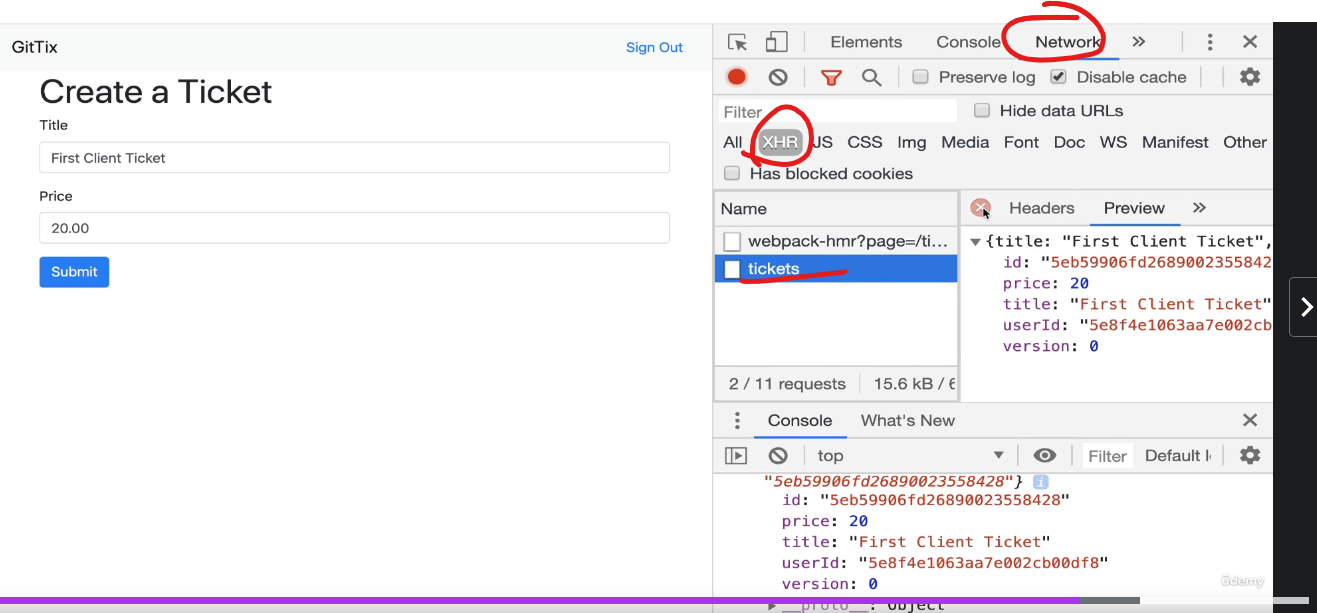 GitTix
Sign Out
Create a Ticket
Title
First Client Ticket
Price
20.00
Submit
Elements Console Network
Preserve log Disable cache
Filter Hide data URLs
All XHR JS CSS Img Media Font Doc WS Manifest Other
Has blocked cookies
Name
webpack-hmr?page=/ti...
tickets
2 / 11 requests 15.6 kB / 6
Headers Preview
{title: "First Client Ticket",
id: "5eb59906fd2689002355842
price: 20
title: "First Client Ticket"
userId: "5e8f4e1063aa7e002cb
version: 0
Console What's New
top Filter Default l
"5eb59906fd26890023558428"} i
id: "5eb59906fd26890023558428"
price: 20
title: "First Client Ticket"
userId: "5e8f4e1063aa7e002cb00df8"
version: 0
__proto__: Object
ûdemy